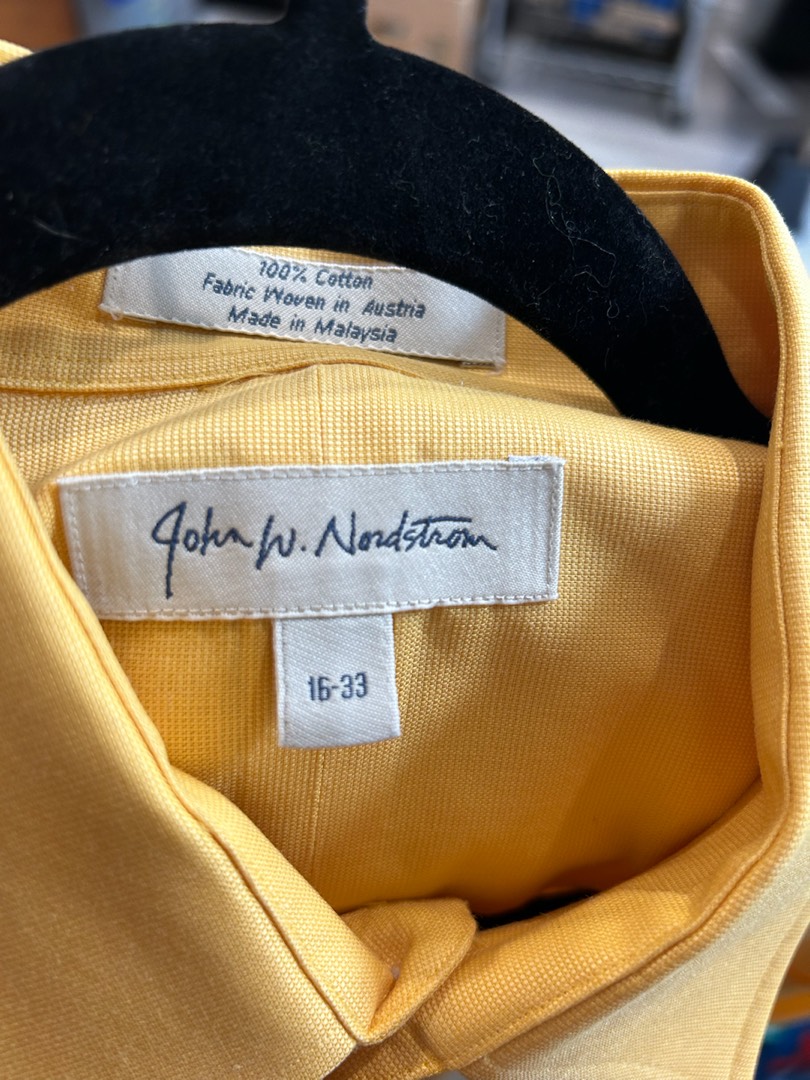 100% Cotton
Fabric Woven in Austria
Made in Malaysia
John W. Nordstrom
16-33